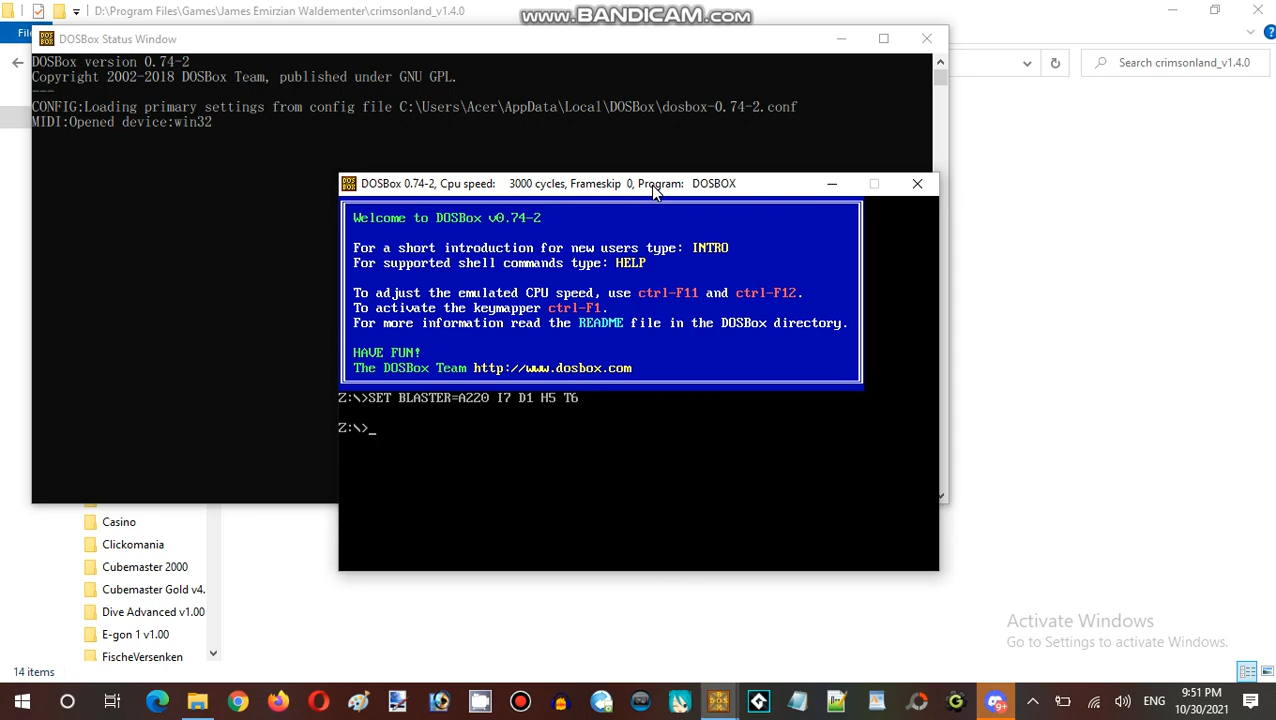 www.BANDICAM.com
D:\Program Files\Games\James Emirzian Waldementer\crimsonland_v1.4.0
DOSBox Status Window
Search crimsonland_v1.4.0
DOSBox version 0.74-2
Copyright 2002-2018 DOSBox Team, published under GNU GPL.
---
CONFIG:Loading primary settings from config file C:\Users\Acer\AppData\Local\DOSBox\dosbox-0.74-2.conf
MIDI:Opened device:win32
DOSBox 0.74-2, Cpu speed: 3000 cycles, Frameskip 0, Program: DOSBOX
Welcome to DOSBox v0.74-2
For a short introduction for new users type: INTRO
For supported shell commands type: HELP
To adjust the emulated CPU speed, use ctrl-F11 and ctrl-F12.
To activate the keymapper ctrl-F1.
For more information read the README file in the DOSBox directory.
HAVE FUN!
The DOSBox Team http://www.dosbox.com
Z:\>SET BLASTER=A220 I7 D1 H5 T6
Z:\>_
Casino
Clickomania
Cubemaster 2000
Cubemaster Gold v4.
Dive Advanced v1.00
E-gon 1 v1.00
FischeVersenken
Activate Windows
Go to Settings to activate Windows.
14 items
9+
ENG
9:51 PM
10/30/2021